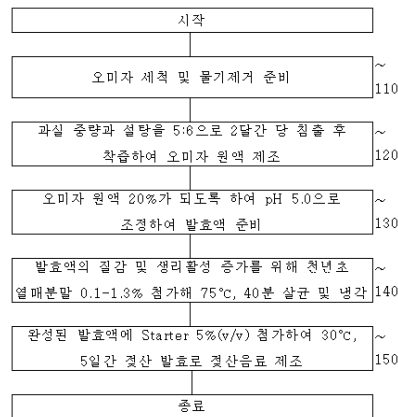 시작
오미자 세척 및 물기제거 준비
~
110
과실 중량과 설탕을 5:6으로 2달간 당 침출 후
착즙하여 오미자 원액 제조
~
120
오미자 원액 20%가 되도록 하여 pH 5.0으로
조정하여 발효액 준비
~
130
발효액의 질감 및 생리활성 증가를 위해 천년초
열매분말 0.1-1.3% 첨가해 75℃, 40분 살균 및 냉각
~
140
완성된 발효액에 Starter 5%(v/v) 첨가하여 30℃,
5일간 젖산 발효로 젖산음료 제조
~
150
종료